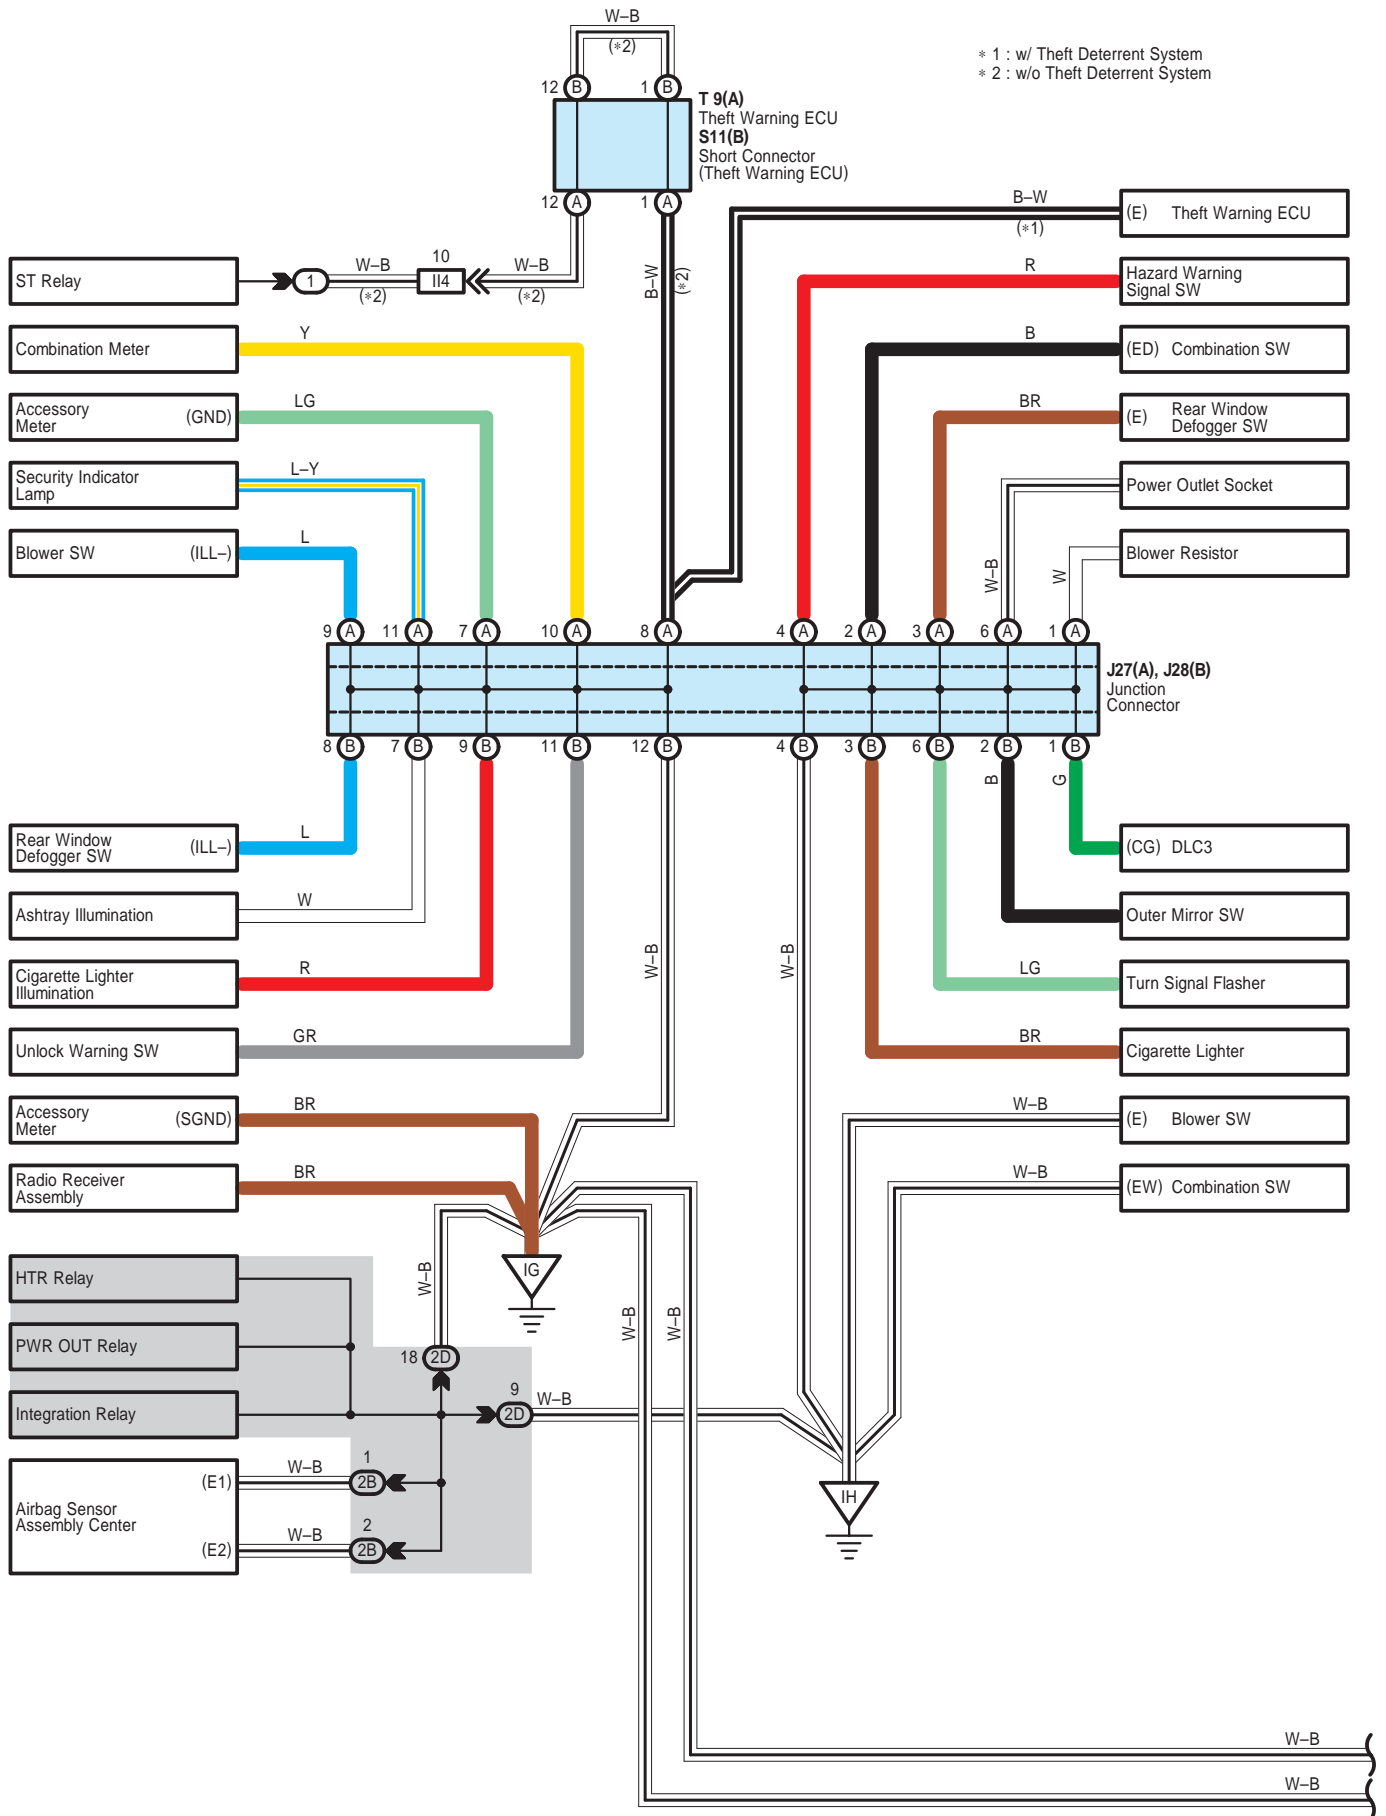 W–B
(*2)
* 1 : w/ Theft Deterrent System
* 2 : w/o Theft Deterrent System
12 B 1 B
T 9(A)
Theft Warning ECU
S11(B)
Short Connector
(Theft Warning ECU)
12 A 1 A
B–W
(*1)
(E) Theft Warning ECU
ST Relay
1
W–B
(*2)
10
II4
W–B
(*2)
B–W
(*2)
R
Hazard Warning
Signal SW
Combination Meter
Y
B
(ED) Combination SW
Accessory
Meter
(GND)
LG
BR
(E) Rear Window
Defogger SW
Security Indicator
Lamp
L–Y
Power Outlet Socket
Blower SW (ILL–)
L
W–B
W
Blower Resistor
9 A 11 A 7 A 10 A 8 A 4 A 2 A 3 A 6 A 1 A
J27(A), J28(B)
Junction
Connector
8 B 7 B 9 B 11 B 12 B 4 B 3 B 6 B 2 B 1 B
B
G
Rear Window
Defogger SW
(ILL–)
L
(CG) DLC3
Ashtray Illumination
W
Outer Mirror SW
W–B
W–B
Cigarette Lighter
Illumination
R
LG
Turn Signal Flasher
Unlock Warning SW
GR
BR
Cigarette Lighter
Accessory
Meter
(SGND)
BR
W–B
(E) Blower SW
Radio Receiver
Assembly
BR
W–B
(EW) Combination SW
HTR Relay
W–B
IG
W–B
W–B
PWR OUT Relay
18 2D
Integration Relay
9
2D
W–B
Airbag Sensor
Assembly Center
(E1)
W–B
1
2B
IH
(E2)
W–B
2
2B
W–B
W–B